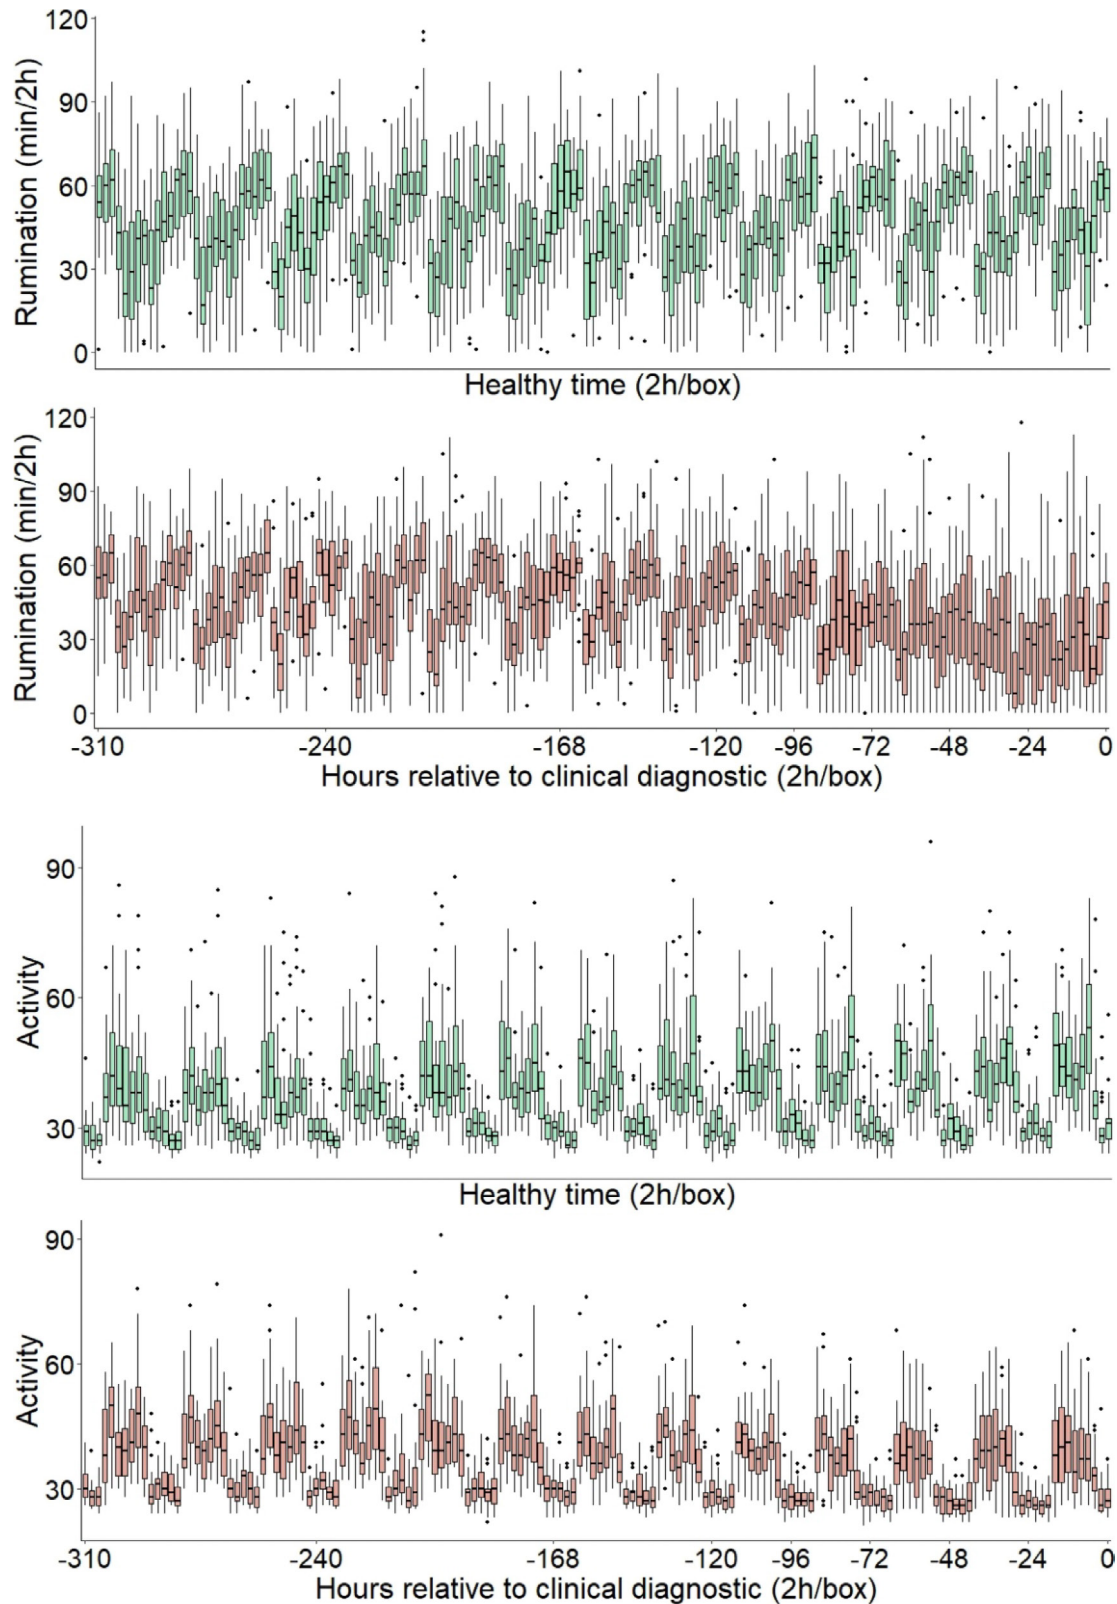 120
90
60
30
0
Rumination (min/2h)
Healthy time (2h/box)
120
90
60
30
0
Rumination (min/2h)
-310 -240 -168 -120 -96 -72 -48 -24 0
Hours relative to clinical diagnostic (2h/box)
90
60
30
Activity
Healthy time (2h/box)
90
60
30
Activity
-310 -240 -168 -120 -96 -72 -48 -24 0
Hours relative to clinical diagnostic (2h/box)